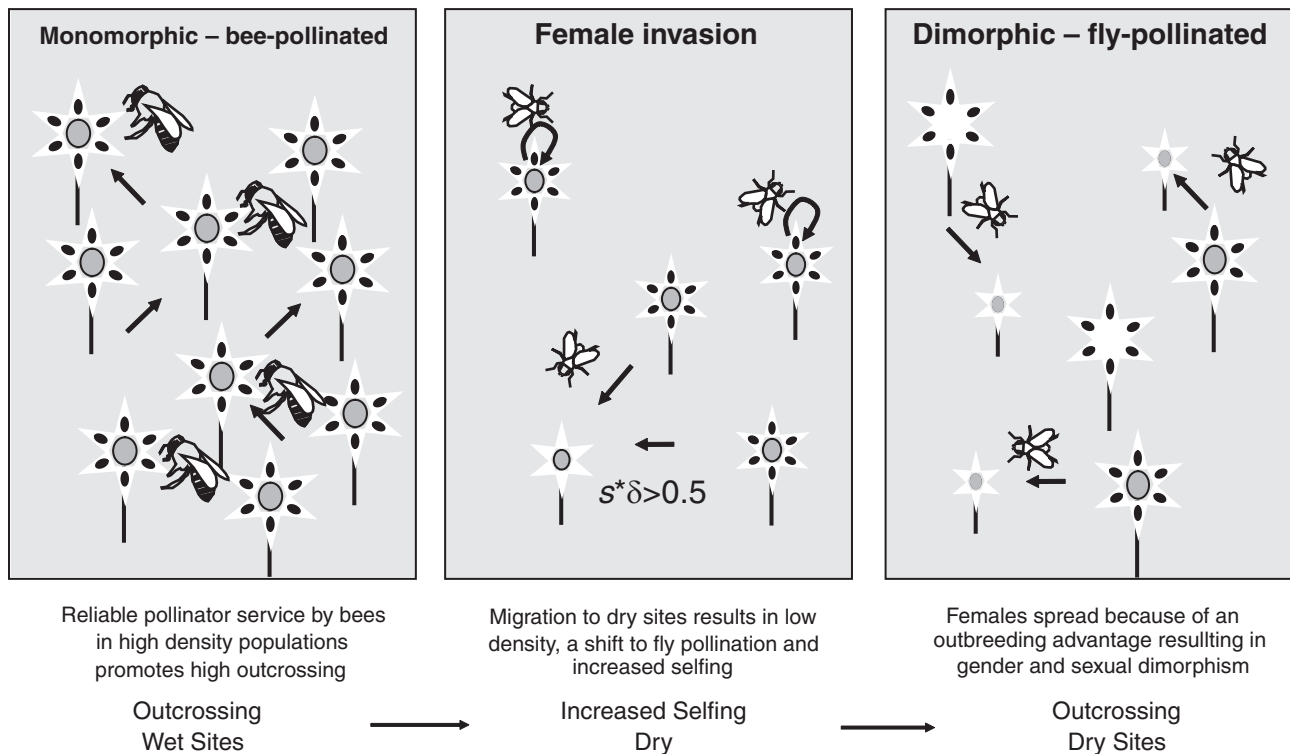 Monomorphic – bee-pollinated
Reliable pollinator service by bees
in high density populations
promotes high outcrossing
Outcrossing
Wet Sites
Female invasion
s*δ>0.5
Migration to dry sites results in low
density, a shift to fly pollination and
increased selfing
Increased Selfing
Dry
Dimorphic – fly-pollinated
Females spread because of an
outbreeding advantage resullting in
gender and sexual dimorphism
Outcrossing
Dry Sites